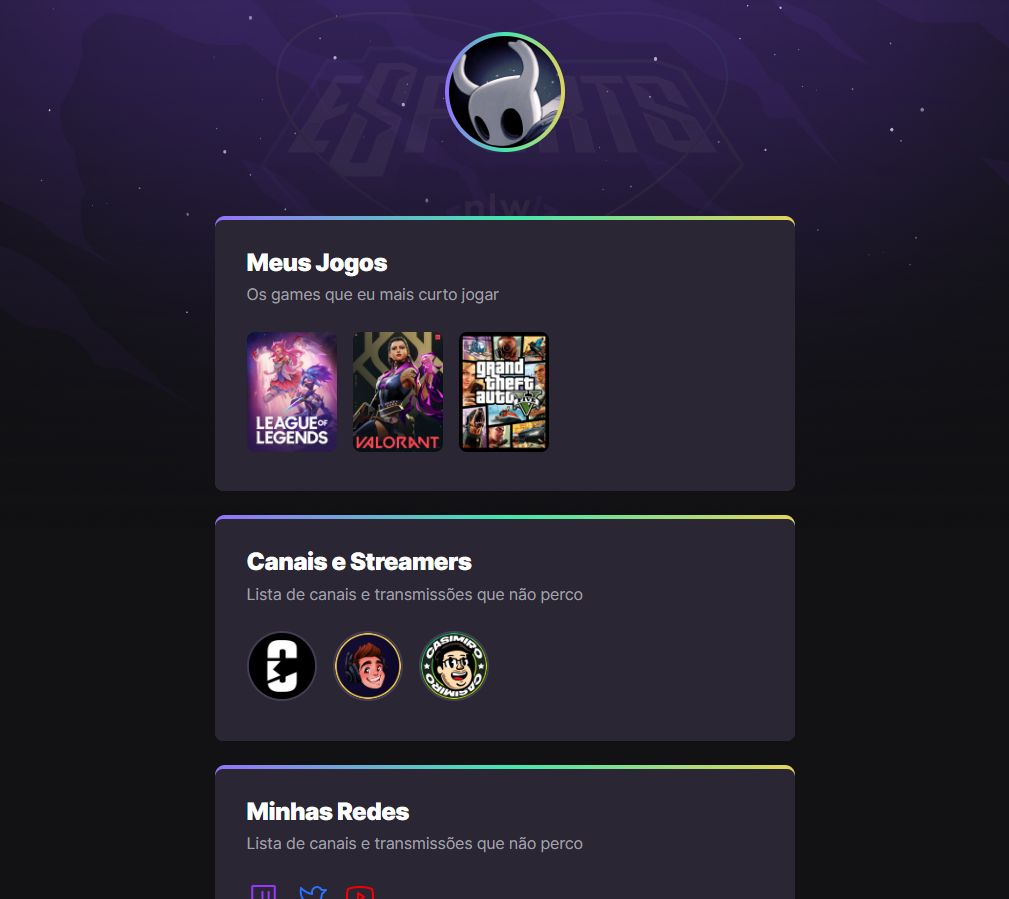 ESPORTS
<nlw/>
Meus Jogos
Os games que eu mais curto jogar
LEAGUE OF
LEGENDS
VALORANT
grand
theft
auto V
FIVE
Canais e Streamers
Lista de canais e transmissões que não perco
CASIMIRO
CASIMIRO
Minhas Redes
Lista de canais e transmissões que não perco